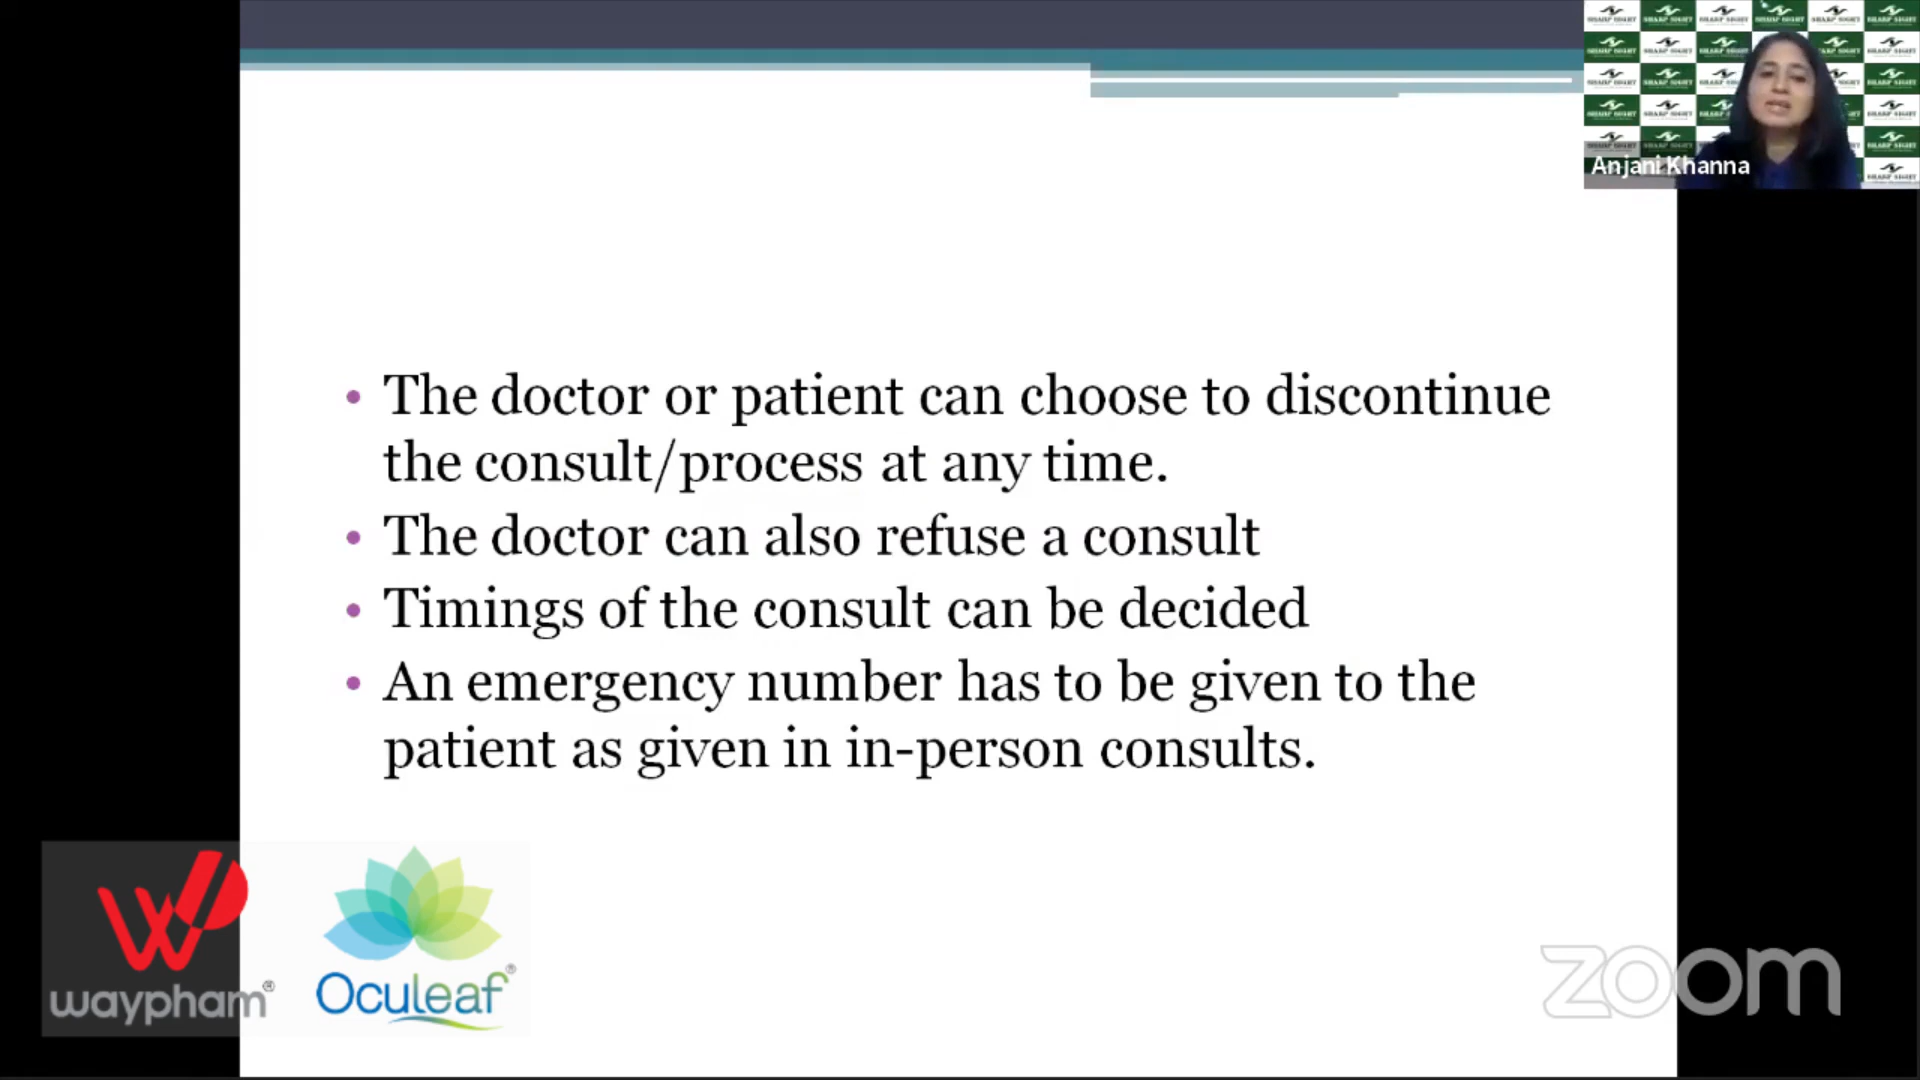 SHARP SIGHT
Anjani Khanna
• The doctor or patient can choose to discontinue
the consult/process at any time.
• The doctor can also refuse a consult
• Timings of the consult can be decided
• An emergency number has to be given to the
patient as given in in-person consults.
waypham®
Oculeaf®
zoom